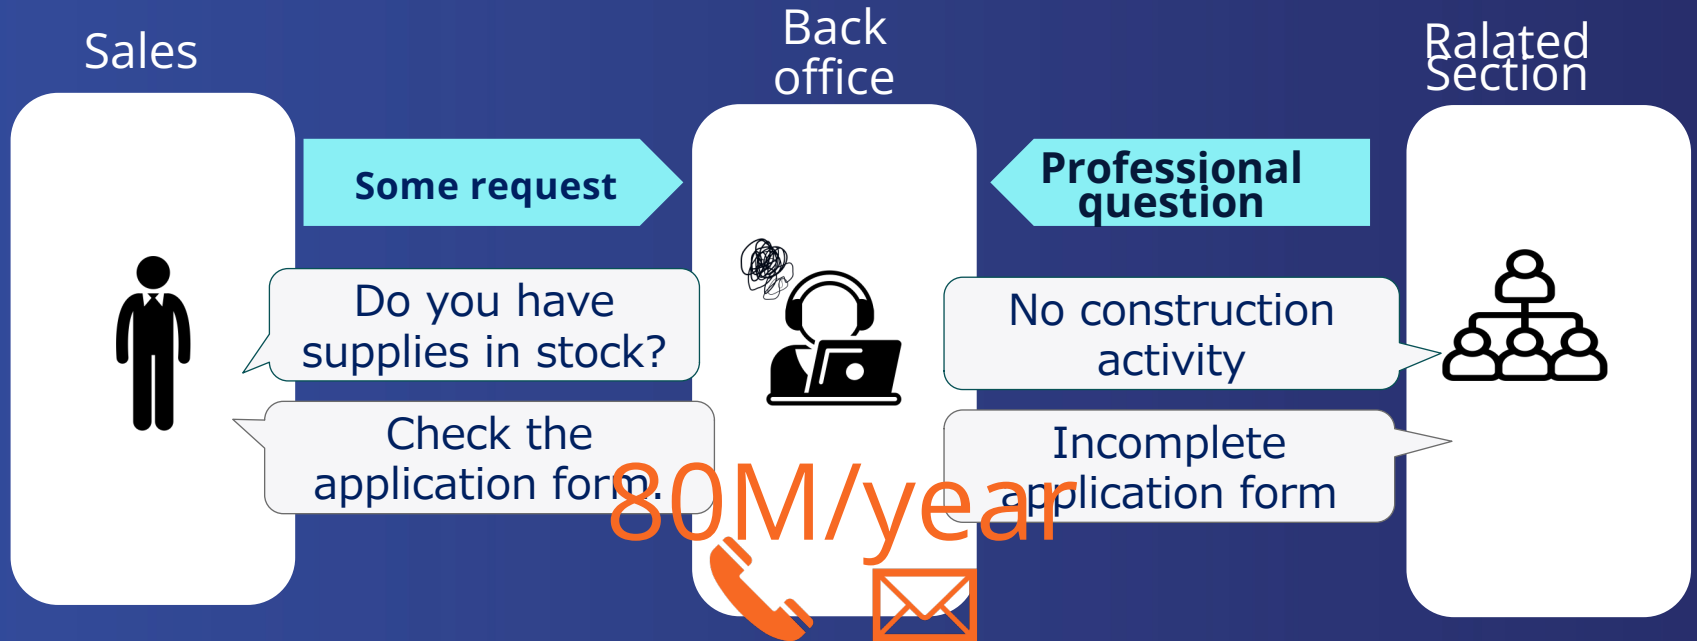 Sales
Back
office
Ralated
Section
Some request
Professional
question
Do you have
supplies in stock?
No construction
activity
Check the
application form.
Incomplete
application form
80M/year